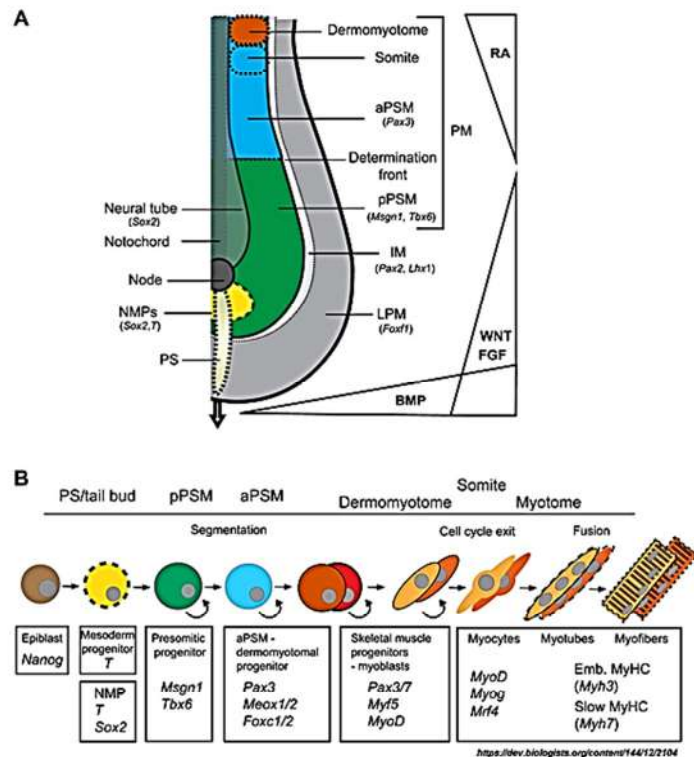 A
Dermomyotome
Somite
aPSM
(Pax3)
Determination
front
pPSM
(Msgn1, Tbx6)
IM
(Pax2, Lhx1)
LPM
(Foxf1)
Neural tube
(Sox2)
Notochord
Node
NMPs
(Sox2,T)
PS
PM
RA
WNT
FGF
BMP
B
PS/tail bud
pPSM
aPSM
Somite
Dermomyotome
Myotome
Segmentation
Cell cycle exit
Fusion
Epiblast
Nanog
Mesoderm
progenitor
T
NMP
T
Sox2
Presomitic
progenitor
Msgn1
Tbx6
aPSM -
dermomyotomal
progenitor
Pax3
Meox1/2
Foxc1/2
Skeletal muscle
progenitors
- myoblasts
Pax3/7
Myf5
MyoD
Myocytes
Myotubes
Myofibers
MyoD
Myog
Mrf4
Emb. MyHC
(Myh3)
Slow MyHC
(Myh7)
https://dev.biologists.org/content/144/12/2104